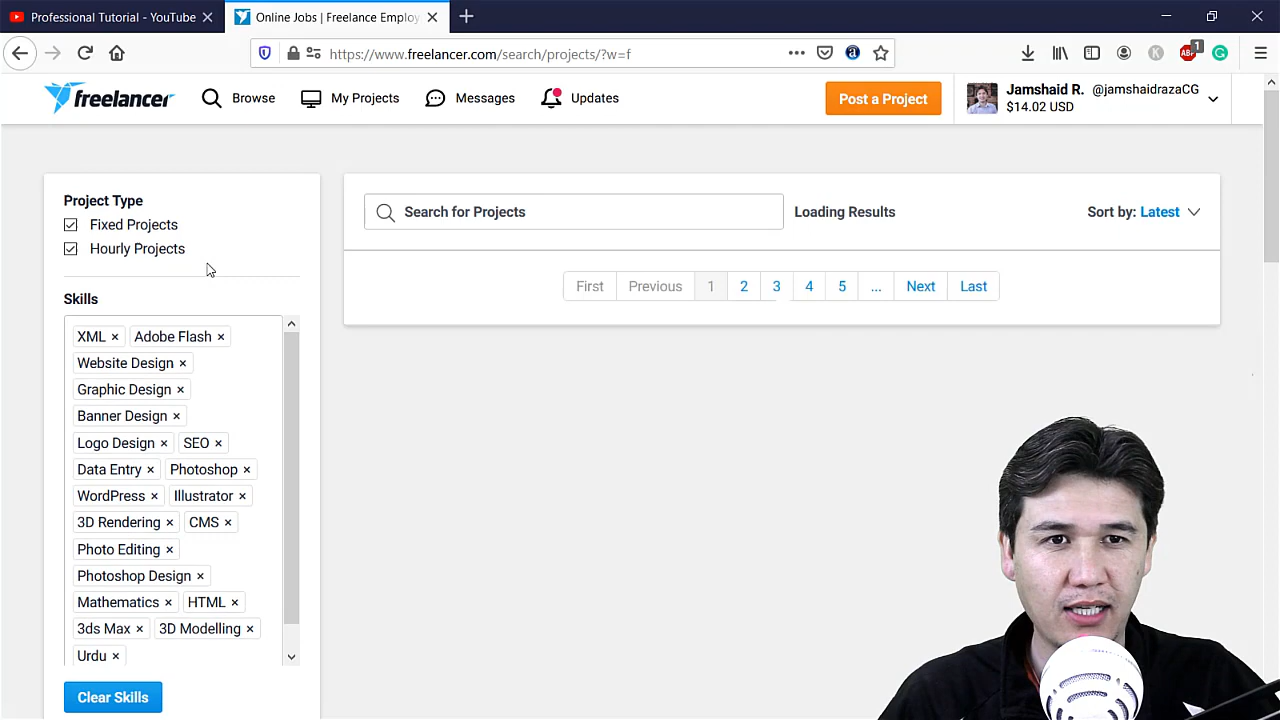 Professional Tutorial - YouTube
Online Jobs | Freelance Employ
https://www.freelancer.com/search/projects/?w=f
1
freelancer
Browse
My Projects
Messages
Updates
Post a Project
Jamshaid R. @jamshaidrazaCG
$14.02 USD
Project Type
Fixed Projects
Hourly Projects
Skills
XML × Adobe Flash ×
Website Design ×
Graphic Design ×
Banner Design ×
Logo Design × SEO ×
Data Entry × Photoshop ×
WordPress × Illustrator ×
3D Rendering × CMS ×
Photo Editing ×
Photoshop Design ×
Mathematics × HTML ×
3ds Max × 3D Modelling ×
Urdu ×
Clear Skills
Search for Projects
Loading Results
Sort by: Latest
First Previous 1 2 3 4 5 ... Next Last